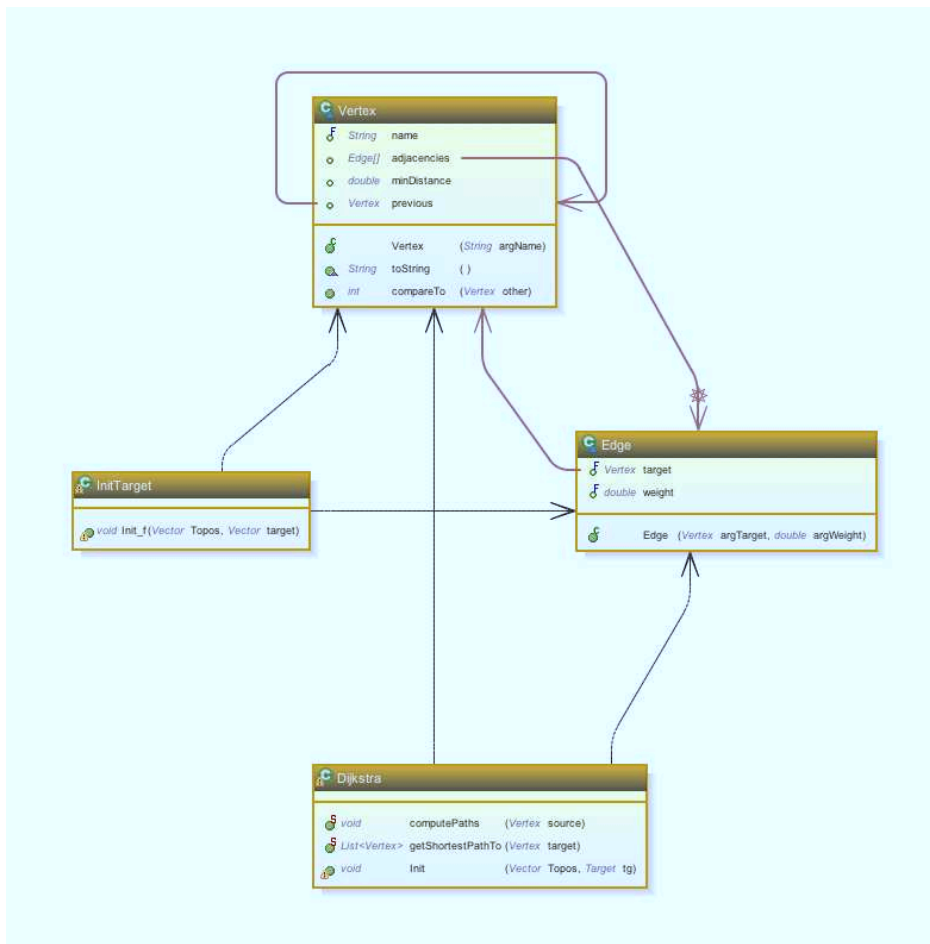 Vertex
String name
Edge[] adjacencies
double minDistance
Vertex previous
Vertex (String argName)
String toString ( )
int compareTo (Vertex other)
Edge
Vertex target
double weight
Edge (Vertex argTarget, double argWeight)
InitTarget
void Init_f(Vector Topos, Vector target)
Dijkstra
void computePaths (Vertex source)
List<Vertex> getShortestPathTo (Vertex target)
void Init (Vector Topos, Target tg)